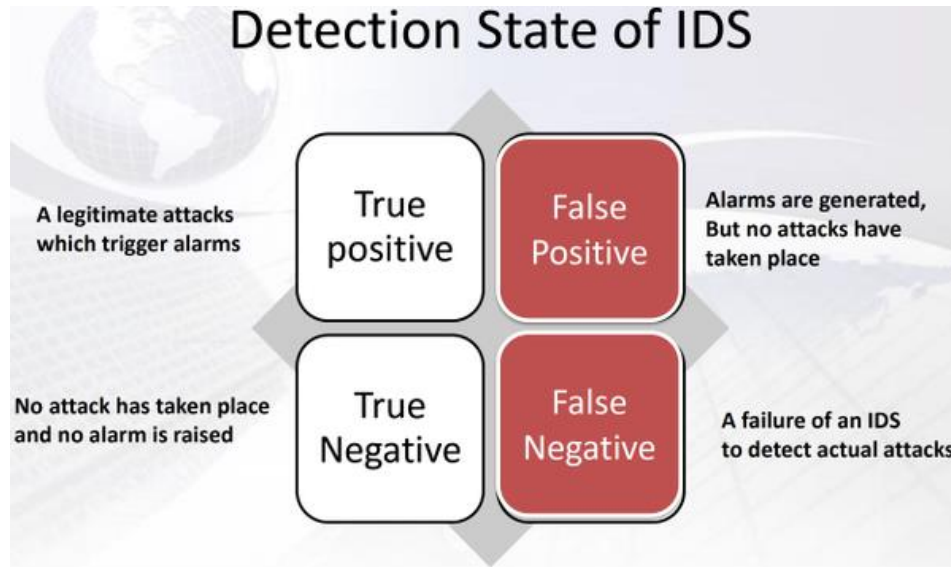 Detection State of IDS
A legitimate attacks
which trigger alarms
True
positive
False
Positive
Alarms are generated,
But no attacks have
taken place
No attack has taken place
and no alarm is raised
True
Negative
False
Negative
A failure of an IDS
to detect actual attacks